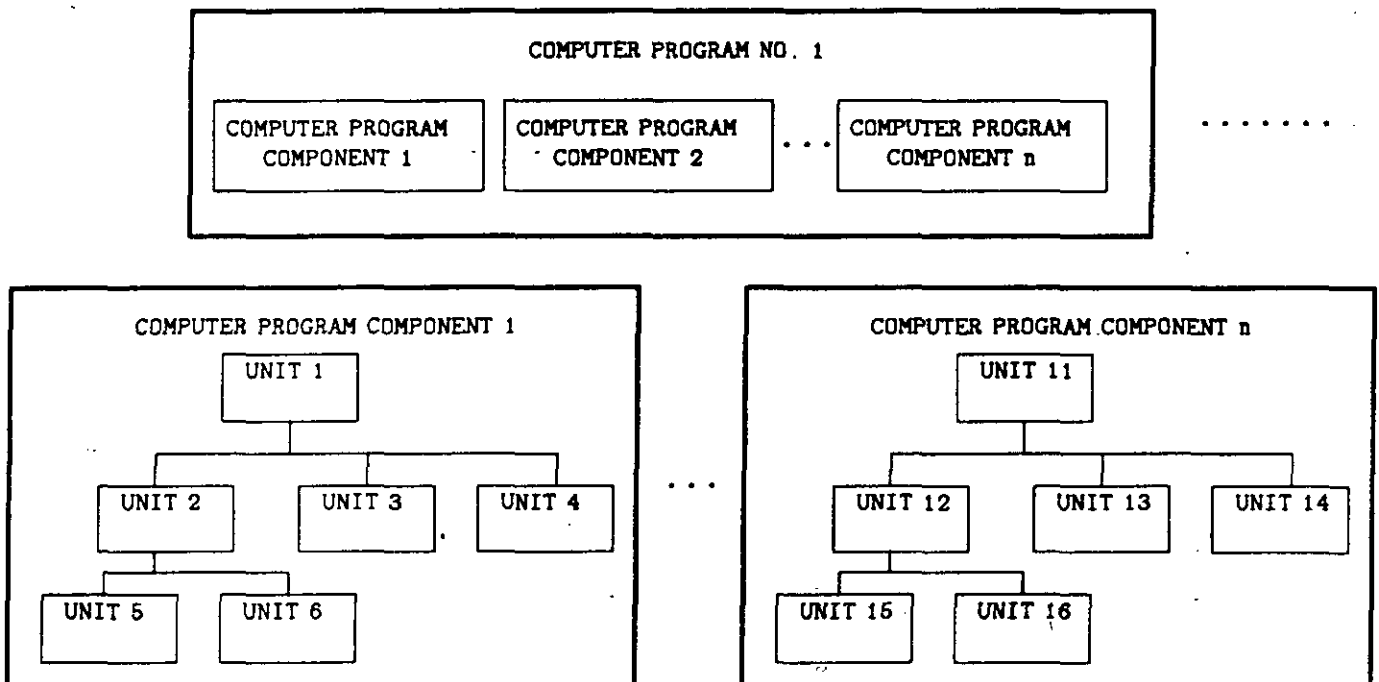 COMPUTER PROGRAM NO. 1
COMPUTER PROGRAM
COMPONENT 1
COMPUTER PROGRAM
COMPONENT 2
...
COMPUTER PROGRAM
COMPONENT n
.......
COMPUTER PROGRAM COMPONENT 1
UNIT 1
UNIT 2
UNIT 3
UNIT 4
UNIT 5
UNIT 6
...
COMPUTER PROGRAM COMPONENT n
UNIT 11
UNIT 12
UNIT 13
UNIT 14
UNIT 15
UNIT 16